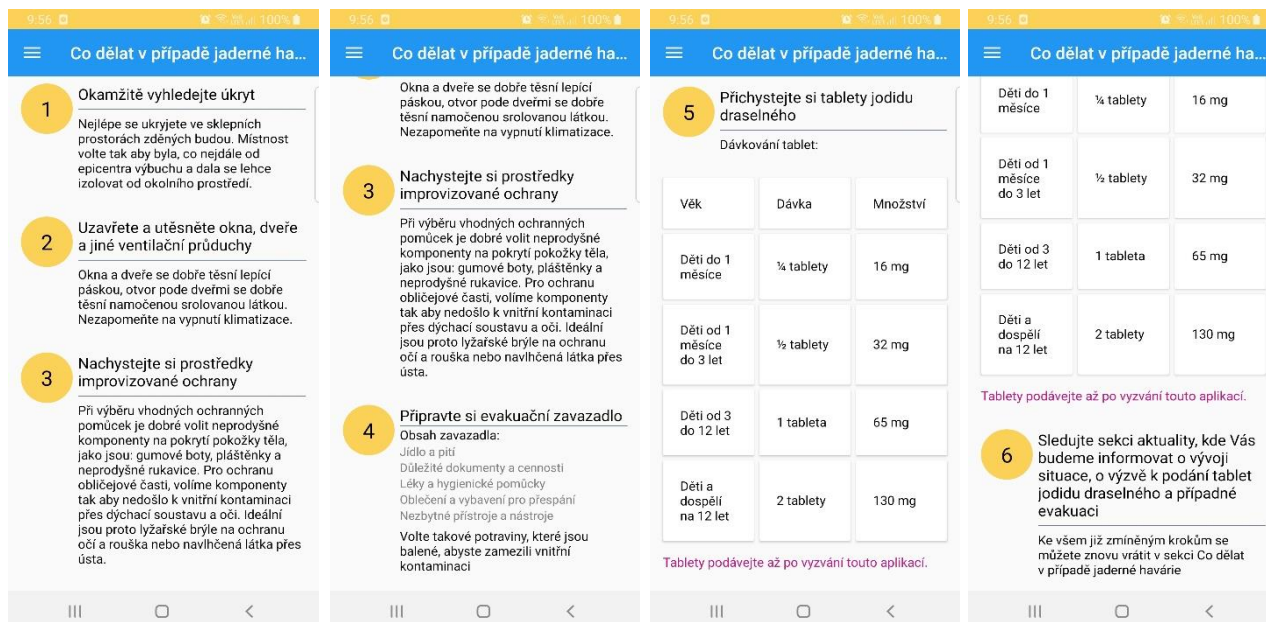 9:56 100%
Co dělat v případě jaderné ha...
1
Okamžitě vyhledejte úkryt
Nejlépe se ukryjete ve sklepních
prostorách zděných budou. Místnost
volte tak aby byla, co nejdále od
epicentra výbuchu a dala se lehce
izolovat od okolního prostředí.
2
Uzavřete a utěsněte okna, dveře
a jiné ventilační průduchy
Okna a dveře se dobře těsní lepící
páskou, otvor pode dveřmi se dobře
těsní namočenou srolovanou látkou.
Nezapomeňte na vypnutí klimatizace.
3
Nachystejte si prostředky
improvizované ochrany
Při výběru vhodných ochranných
pomůcek je dobré volit neprodyšné
komponenty na pokrytí pokožky těla,
jako jsou: gumové boty, pláštěnky a
neprodyšné rukavice. Pro ochranu
obličejové části, volíme komponenty
tak aby nedošlo k vnitřní kontaminaci
přes dýchací soustavu a oči. Ideální
jsou proto lyžařské brýle na ochranu
očí a rouška nebo navlhčená látka přes
ústa.
9:56 100%
Co dělat v případě jaderné ha...
Okna a dveře se dobře těsní lepící
páskou, otvor pode dveřmi se dobře
těsní namočenou srolovanou látkou.
Nezapomeňte na vypnutí klimatizace.
3
Nachystejte si prostředky
improvizované ochrany
Při výběru vhodných ochranných
pomůcek je dobré volit neprodyšné
komponenty na pokrytí pokožky těla,
jako jsou: gumové boty, pláštěnky a
neprodyšné rukavice. Pro ochranu
obličejové části, volíme komponenty
tak aby nedošlo k vnitřní kontaminaci
přes dýchací soustavu a oči. Ideální
jsou proto lyžařské brýle na ochranu
očí a rouška nebo navlhčená látka přes
ústa.
4
Připravte si evakuační zavazadlo
Obsah zavazadla:
Jídlo a pití
Důležité dokumenty a cennosti
Léky a hygienické pomůcky
Oblečení a vybavení pro přespání
Nezbytné přístroje a nástroje
Volte takové potraviny, které jsou
balené, abyste zamezili vnitřní
kontaminaci
9:56 100%
Co dělat v případě jaderné ha...
5
Přichystejte si tablety jodidu
draselného
Dávkování tablet:
Věk Dávka Množství
Děti do 1
měsíce
¼ tablety 16 mg
Děti od 1
měsíce
do 3 let
½ tablety 32 mg
Děti od 3
do 12 let
1 tableta 65 mg
Děti a
dospělí
na 12 let
2 tablety 130 mg
Tablety podávejte až po vyzvání touto aplikací.
9:56 100%
Co dělat v případě jaderné ha...
Děti do 1
měsíce
¼ tablety 16 mg
Děti od 1
měsíce
do 3 let
½ tablety 32 mg
Děti od 3
do 12 let
1 tableta 65 mg
Děti a
dospělí
na 12 let
2 tablety 130 mg
Tablety podávejte až po vyzvání touto aplikací.
6
Sledujte sekci aktuality, kde Vás
budeme informovat o vývoji
situace, o výzvě k podání tablet
jodidu draselného a případné
evakuaci
Ke všem již zmíněným krokům se
můžete znovu vrátit v sekci Co dělat
v případě jaderné havárie